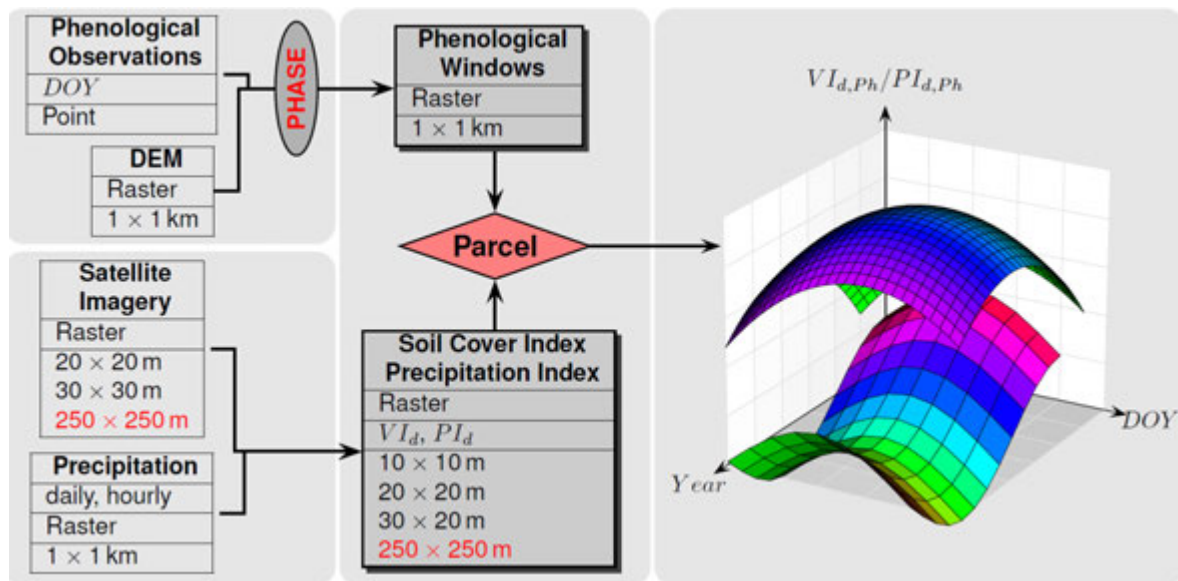 Phenological
Observations
DOY
Point
DEM
Raster
1 × 1 km
PHASE
Phenological
Windows
Raster
1 × 1 km
Parcel
Satellite
Imagery
Raster
20 × 20 m
30 × 30 m
250 × 250 m
Precipitation
daily, hourly
Raster
1 × 1 km
Soil Cover Index
Precipitation Index
Raster
VI_d, PI_d
10 × 10 m
20 × 20 m
30 × 20 m
250 × 250 m
VI_{d,Ph}/PI_{d,Ph}
DOY
Year